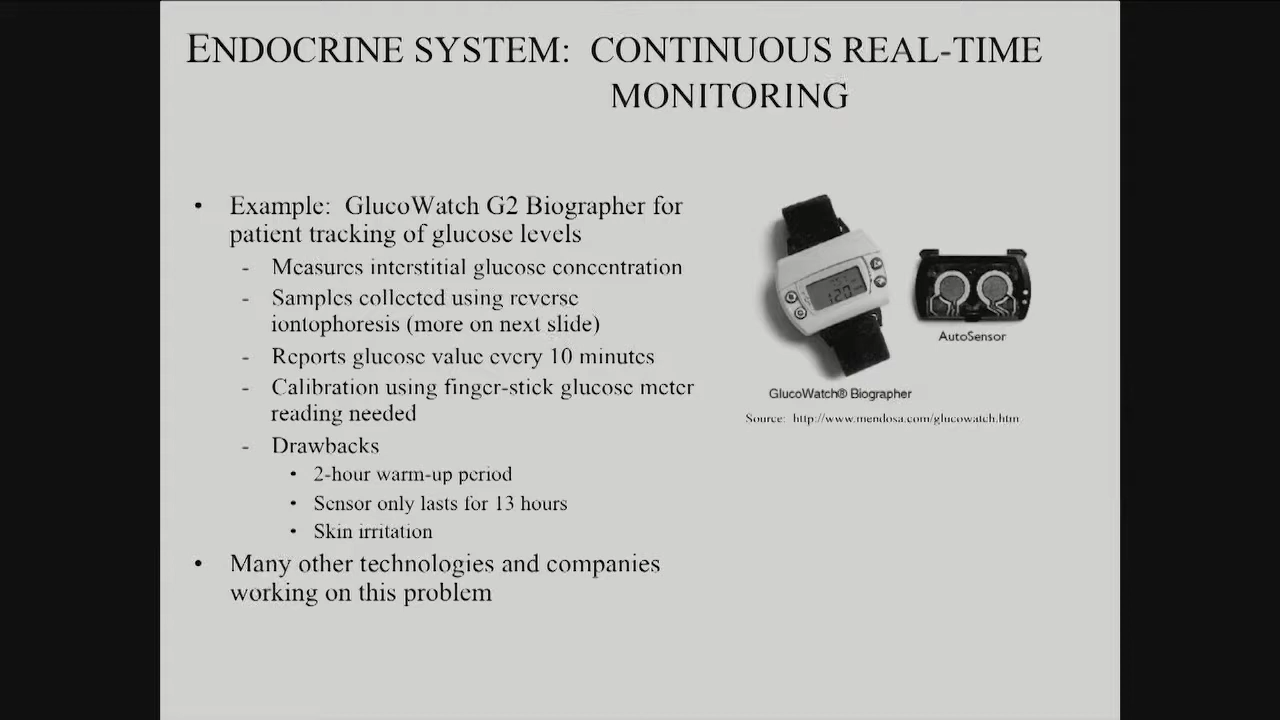 ENDOCRINE SYSTEM: CONTINUOUS REAL-TIME
MONITORING
• Example: GlucoWatch G2 Biographer for
patient tracking of glucose levels
- Measures interstitial glucose concentration
- Samples collected using reverse
iontophoresis (more on next slide)
- Reports glucose value every 10 minutes
- Calibration using finger-stick glucose meter
reading needed
- Drawbacks
• 2-hour warm-up period
• Sensor only lasts for 13 hours
• Skin irritation
• Many other technologies and companies
working on this problem
120
AutoSensor
GlucoWatch® Biographer
Source: http://www.mendosa.com/glucowatch.htm